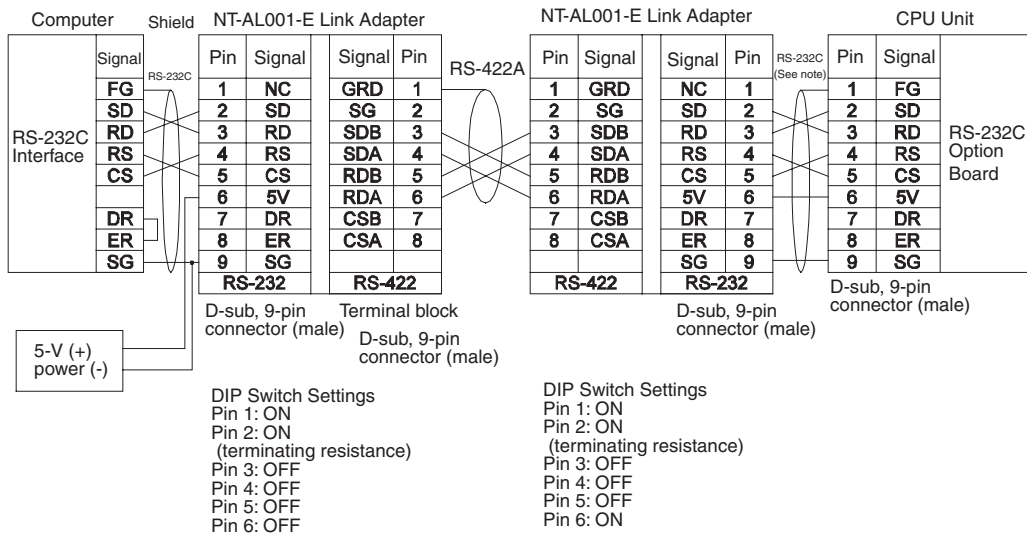 Computer Shield NT-AL001-E Link Adapter NT-AL001-E Link Adapter CPU Unit
Signal Pin Signal Signal Pin Pin Signal Signal Pin Pin Signal
RS-232C RS-422A RS-232C
(See note)
FG 1 NC GRD 1 1 GRD NC 1 1 FG
SD 2 SD SG 2 2 SG SD 2 2 SD
RD 3 RD SDB 3 3 SDB RD 3 3 RD
RS 4 RS SDA 4 4 SDA RS 4 4 RS
CS 5 CS RDB 5 5 RDB CS 5 5 CS
6 5V RDA 6 6 RDA 5V 6 6 5V
DR 7 DR CSB 7 7 CSB DR 7 7 DR
ER 8 ER CSA 8 8 CSA ER 8 8 ER
SG 9 SG SG 9 9 SG
RS-232C
Interface
RS-232C
Option
Board
RS-232 RS-422 RS-422 RS-232
D-sub, 9-pin
connector (male)
Terminal block
D-sub, 9-pin
connector (male)
D-sub, 9-pin
connector (male)
D-sub, 9-pin
connector (male)
5-V (+)
power (-)
DIP Switch Settings
Pin 1: ON
Pin 2: ON
(terminating resistance)
Pin 3: OFF
Pin 4: OFF
Pin 5: OFF
Pin 6: OFF
DIP Switch Settings
Pin 1: ON
Pin 2: ON
(terminating resistance)
Pin 3: OFF
Pin 4: OFF
Pin 5: OFF
Pin 6: ON